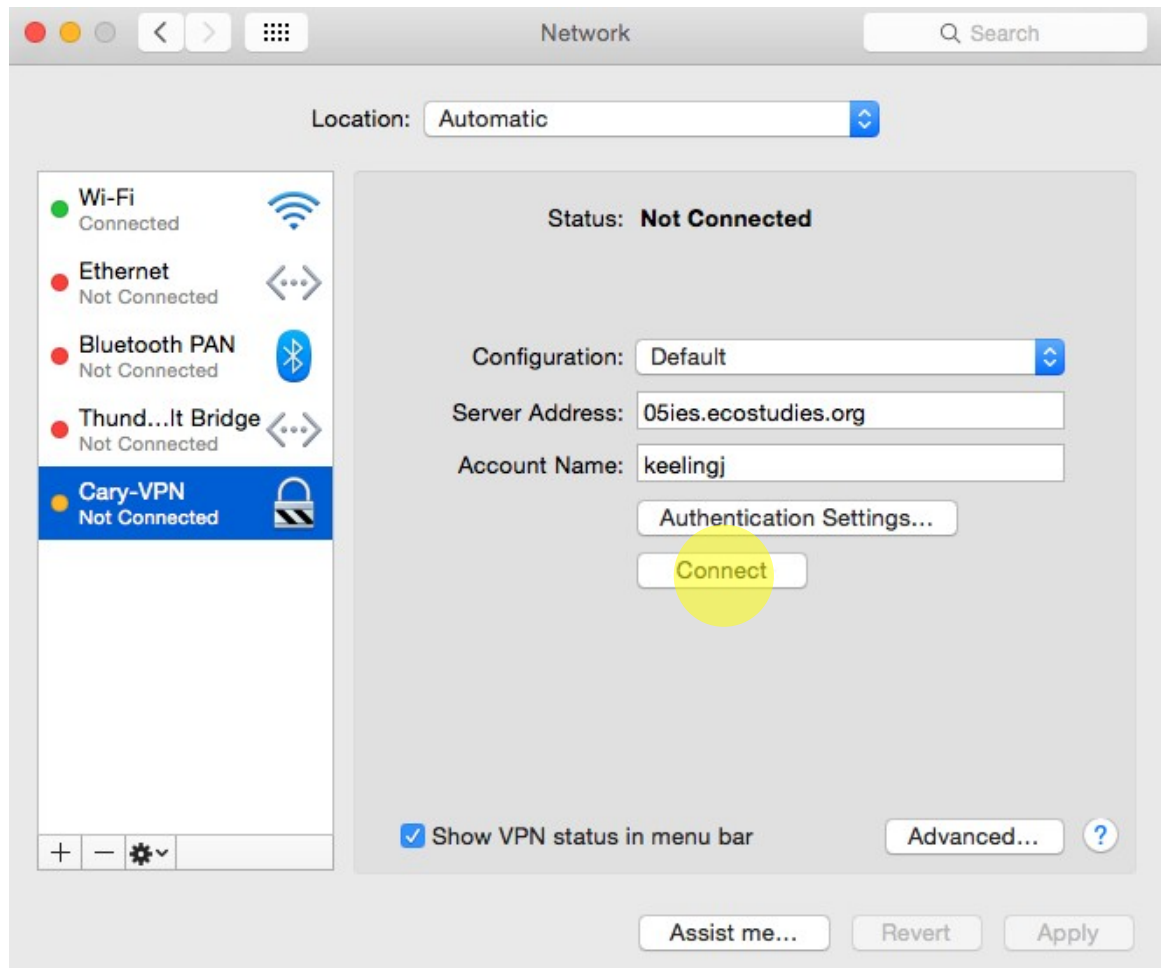 Network
Search
Location: Automatic
Wi-Fi
Connected
Ethernet
Not Connected
Bluetooth PAN
Not Connected
Thund...lt Bridge
Not Connected
Cary-VPN
Not Connected
Status: Not Connected
Configuration: Default
Server Address: 05ies.ecostudies.org
Account Name: keelingj
Authentication Settings...
Connect
Show VPN status in menu bar
Advanced... ?
Assist me... Revert Apply